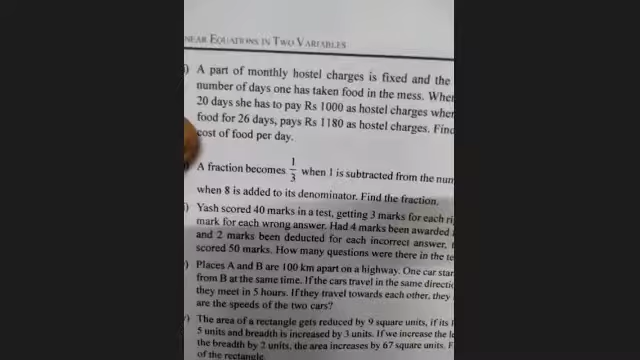 NEAR EQUATIONS IN TWO VARIABLES
) A part of monthly hostel charges is fixed and the
number of days one has taken food in the mess. When
20 days she has to pay Rs 1000 as hostel charges wher
food for 26 days, pays Rs 1180 as hostel charges. Find
cost of food per day.
) A fraction becomes 1/3 when 1 is subtracted from the num
when 8 is added to its denominator. Find the fraction.
) Yash scored 40 marks in a test, getting 3 marks for each ri
mark for each wrong answer. Had 4 marks been awarded
and 2 marks been deducted for each incorrect answer,
scored 50 marks. How many questions were there in the te
) Places A and B are 100 km apart on a highway. One car star
from B at the same time. If the cars travel in the same directi
they meet in 5 hours. If they travel towards each other, they
are the speeds of the two cars?
) The area of a rectangle gets reduced by 9 square units, if its
5 units and breadth is increased by 3 units. If we increase the le
the breadth by 2 units, the area increases by 67 square units. F
of the rectangle.